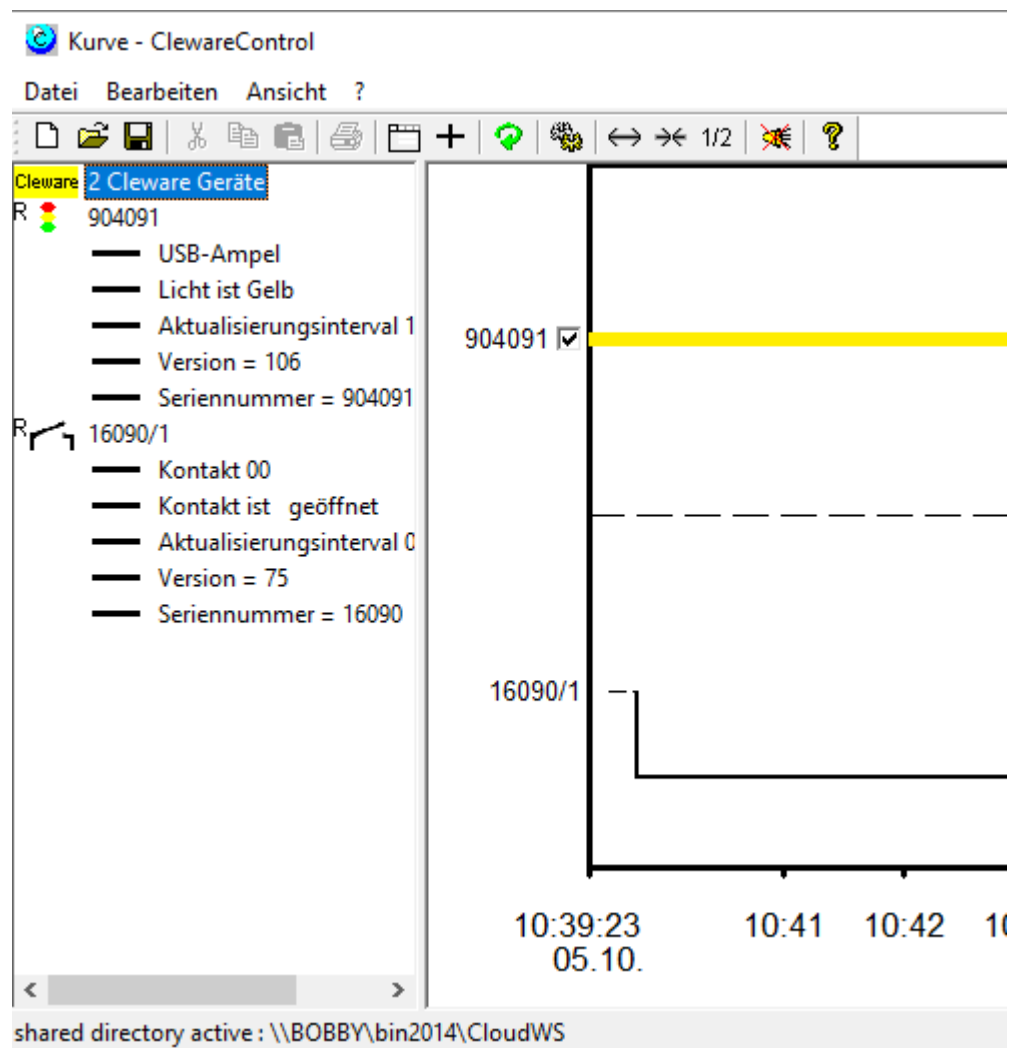 Kurve - ClewareControl
Datei Bearbeiten Ansicht ?
1/2
Cleware 2 Cleware Geräte
R 904091
USB-Ampel
Licht ist Gelb
Aktualisierungsinterval 1
Version = 106
Seriennummer = 904091
R 16090/1
Kontakt 00
Kontakt ist geöffnet
Aktualisierungsinterval 0
Version = 75
Seriennummer = 16090
904091
16090/1
10:39:23 10:41 10:42 10
05.10.
shared directory active : \\BOBBY\bin2014\CloudWS